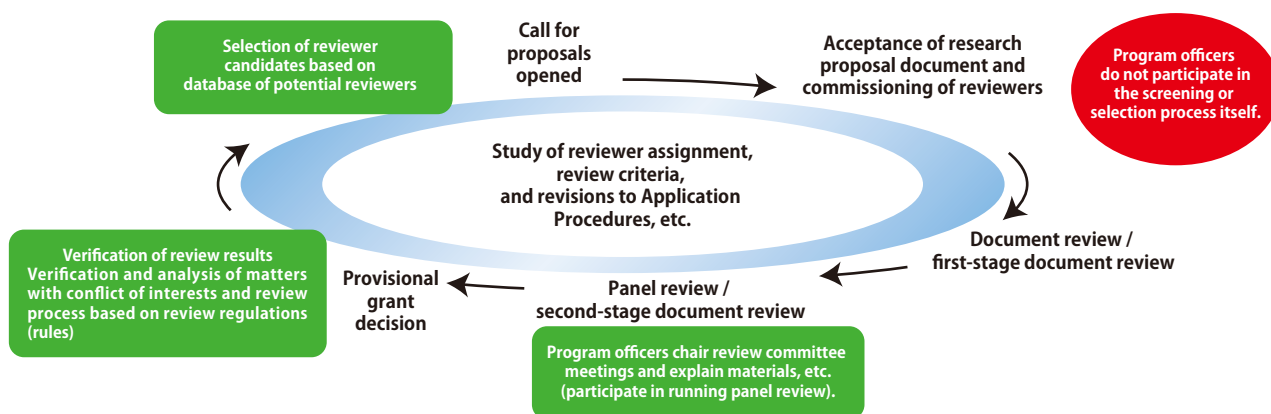 Selection of reviewer
candidates based on
database of potential reviewers
Call for
proposals
opened
Acceptance of research
proposal document and
commissioning of reviewers
Program officers
do not participate in
the screening or
selection process itself.
Study of reviewer assignment,
review criteria,
and revisions to Application
Procedures, etc.
Document review /
first-stage document review
Panel review /
second-stage document review
Program officers chair review committee
meetings and explain materials, etc.
(participate in running panel review).
Provisional
grant
decision
Verification of review results
Verification and analysis of matters
with conflict of interests and review
process based on review regulations
(rules)